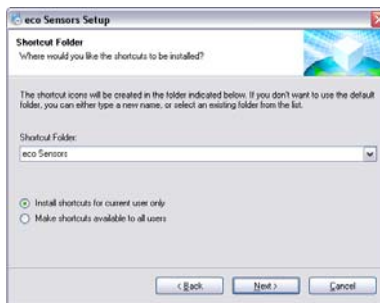 eco Sensors Setup
Shortcut Folder
Where would you like the shortcuts to be installed?
The shortcut icons will be created in the folder indicated below. If you don't want to use the default
folder, you can either type a new name, or select an existing folder from the list.
Shortcut Folder:
eco Sensors
Install shortcuts for current user only
Make shortcuts available to all users
< Back
Next >
Cancel